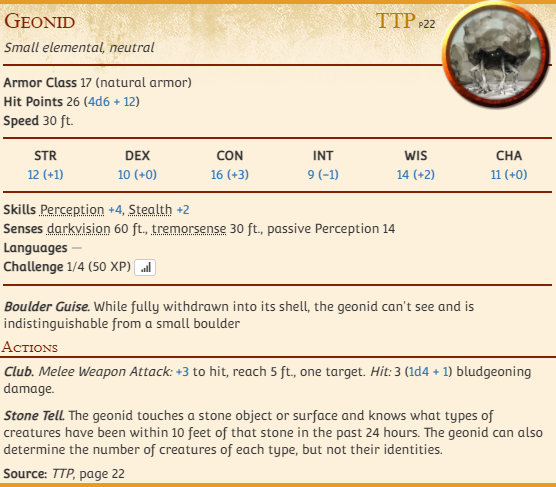 Geonid
TTP p22
Small elemental, neutral
Armor Class 17 (natural armor)
Hit Points 26 (4d6 + 12)
Speed 30 ft.
STR DEX CON INT WIS CHA
12 (+1) 10 (+0) 16 (+3) 9 (−1) 14 (+2) 11 (+0)
Skills Perception +4, Stealth +2
Senses darkvision 60 ft., tremorsense 30 ft., passive Perception 14
Languages —
Challenge 1/4 (50 XP)
Boulder Guise. While fully withdrawn into its shell, the geonid can't see and is
indistinguishable from a small boulder
Actions
Club. Melee Weapon Attack: +3 to hit, reach 5 ft., one target. Hit: 3 (1d4 + 1) bludgeoning
damage.
Stone Tell. The geonid touches a stone object or surface and knows what types of
creatures have been within 10 feet of that stone in the past 24 hours. The geonid can also
determine the number of creatures of each type, but not their identities.
Source: TTP, page 22